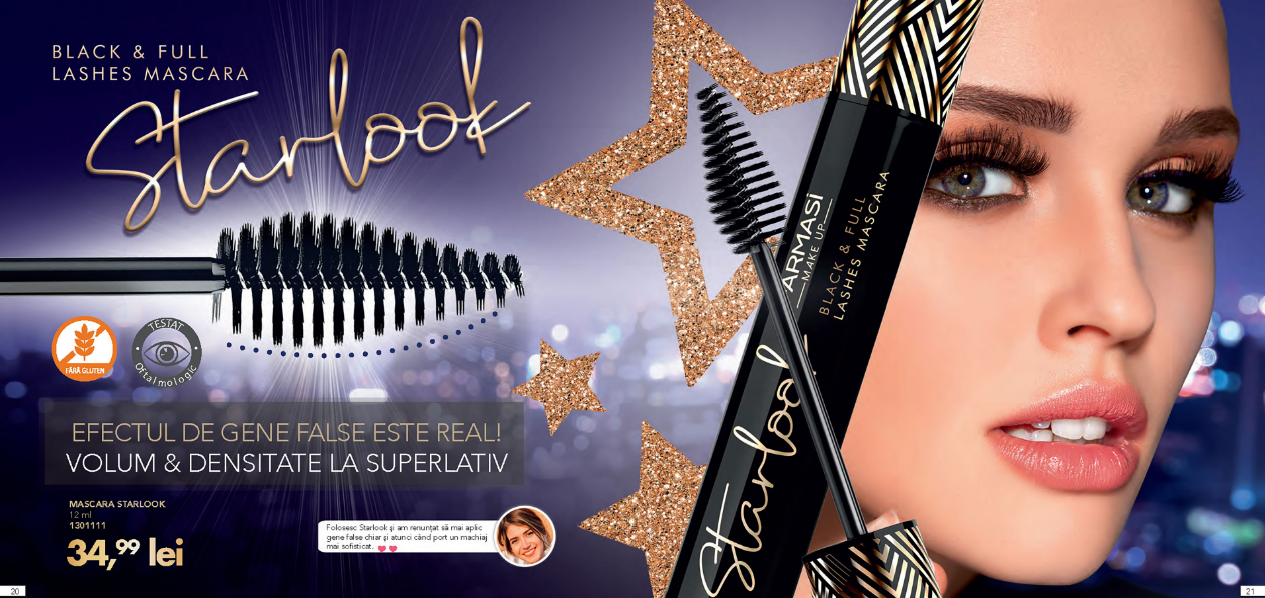 BLACK & FULL
LASHES MASCARA
Starlook
FĂRĂ GLUTEN
TESTAT
Oftalmologic
EFECTUL DE GENE FALSE ESTE REAL!
VOLUM & DENSITATE LA SUPERLATIV
MASCARA STARLOOK
12 ml
1301111
34,99 lei
Folosesc Starlook și am renunțat să mai aplic
gene false chiar și atunci când port un machiaj
mai sofisticat.
20
ARMASİ
MAKE UP
BLACK & FULL
LASHES MASCARA
Starlook
21